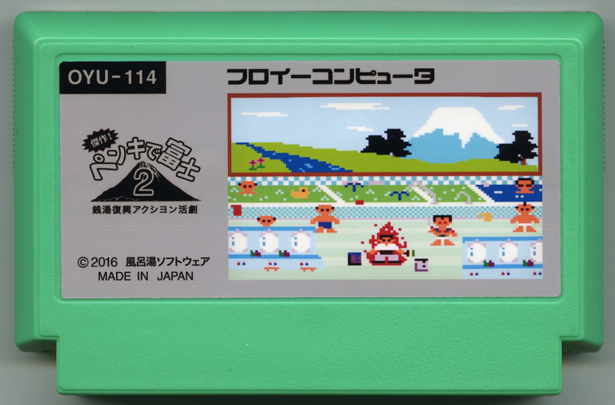 OYU-114
フロイーコンピュータ
傑作!
ペンキで富士
2
銭湯復興アクション活劇
©2016 風呂湯ソフトウェア
MADE IN JAPAN